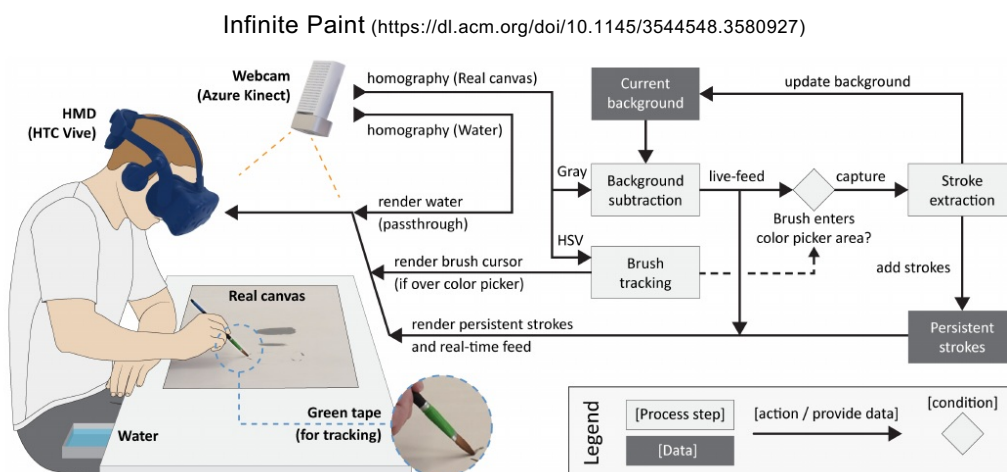 Infinite Paint (https://dl.acm.org/doi/10.1145/3544548.3580927)
Webcam
(Azure Kinect)
HMD
(HTC Vive)
homography (Real canvas)
homography (Water)
Current
background
update background
Gray
Background
subtraction
live-feed
capture
Stroke
extraction
render water
(passthrough)
Brush enters
color picker area?
HSV
render brush cursor
(if over color picker)
Brush
tracking
add strokes
Real canvas
render persistent strokes
and real-time feed
Persistent
strokes
Green tape
(for tracking)
Water
Legend
[Process step]
[Data]
[action / provide data]
[condition]